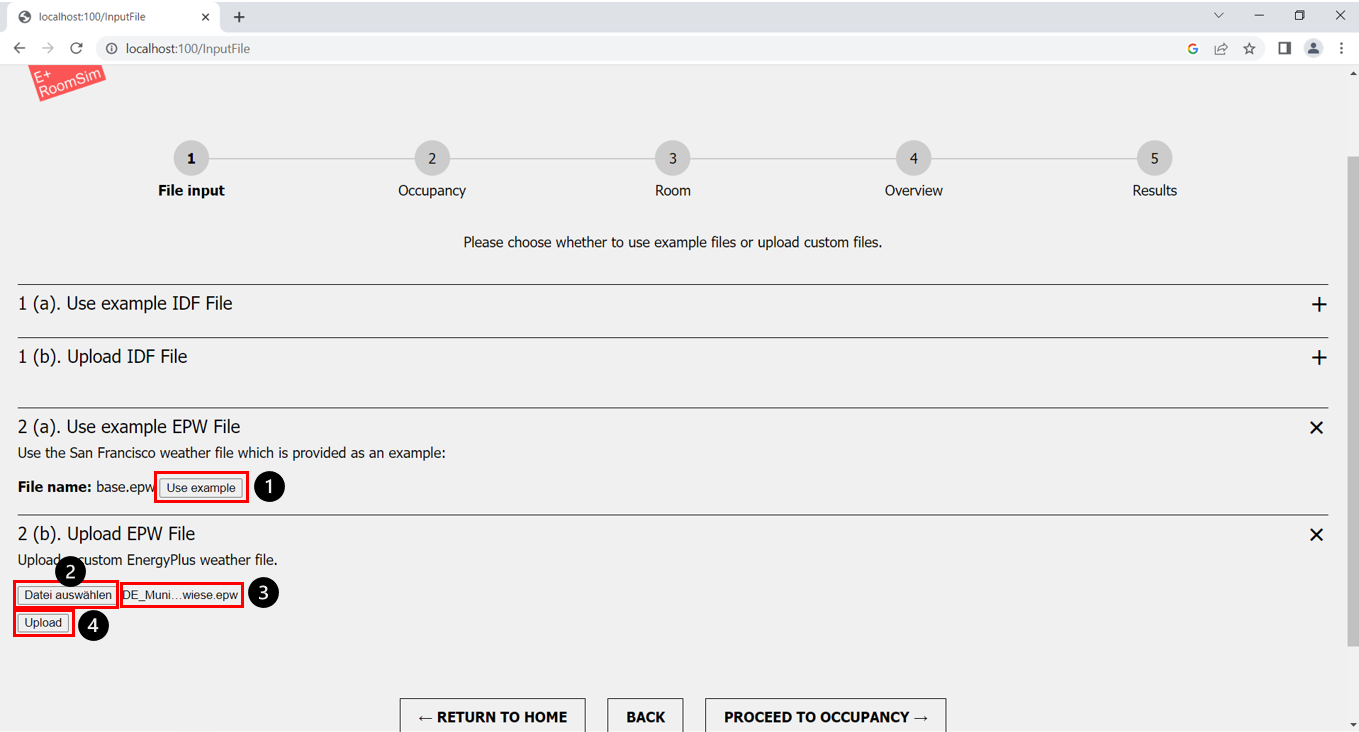 localhost:100/InputFile
localhost:100/InputFile
E+
RoomSim
1 2 3 4 5
File input Occupancy Room Overview Results
Please choose whether to use example files or upload custom files.
1 (a). Use example IDF File
1 (b). Upload IDF File
2 (a). Use example EPW File
Use the San Francisco weather file which is provided as an example:
File name: base.epw Use example 1
2 (b). Upload EPW File
Upload custom EnergyPlus weather file.
2
Datei auswählen DE_Muni...wiese.epw 3
Upload 4
← RETURN TO HOME BACK PROCEED TO OCCUPANCY →